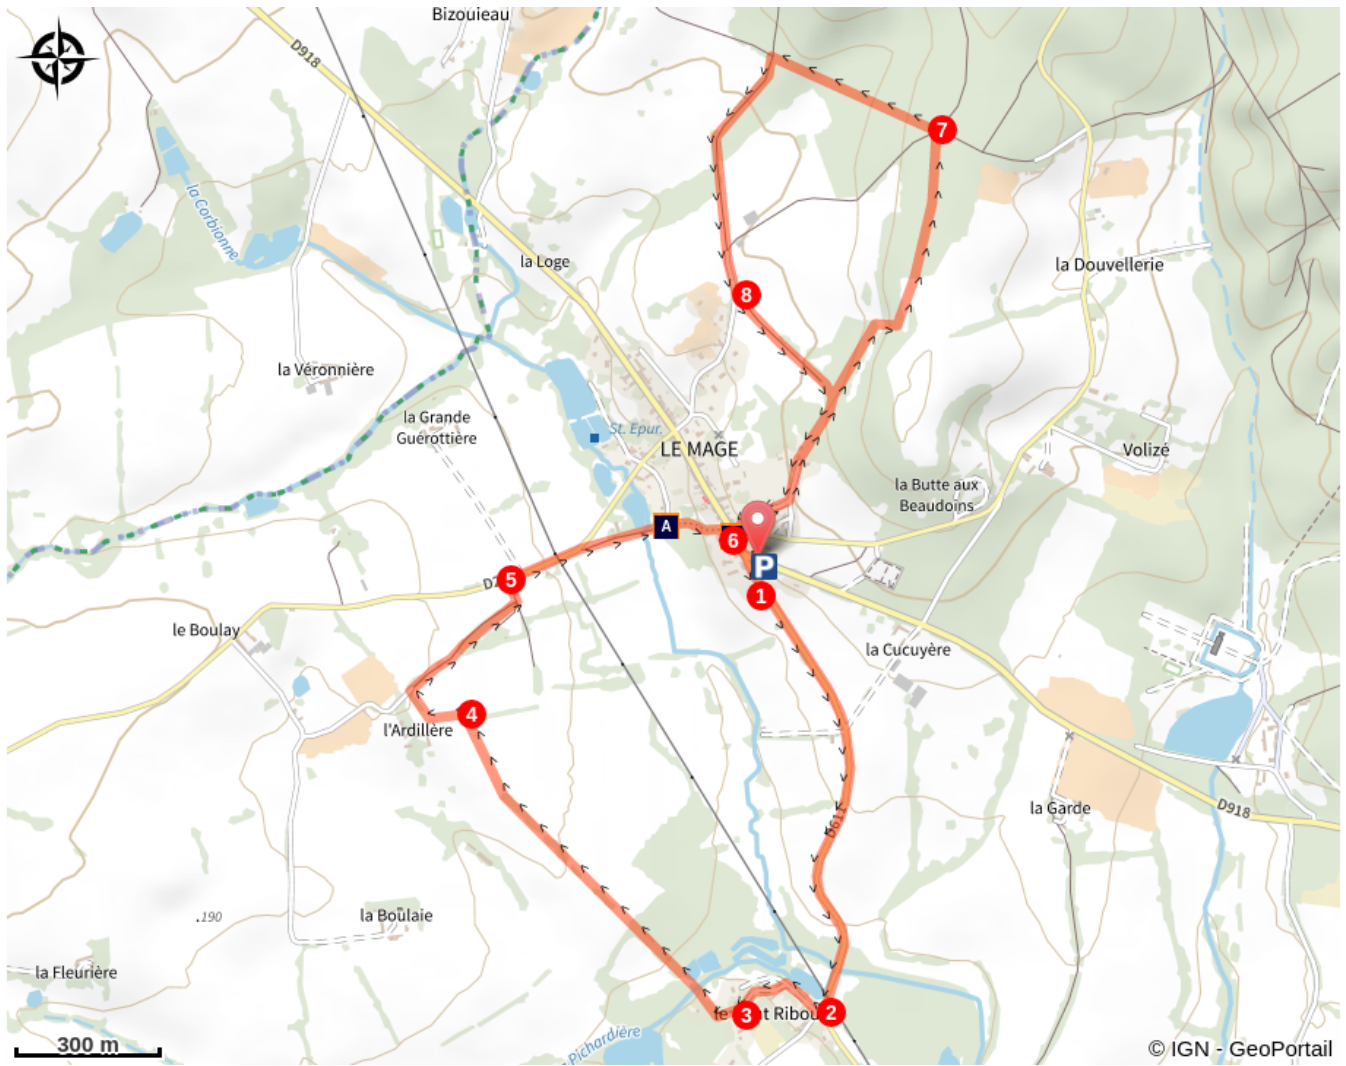 Bizouieau
D918
la Corbionne
la Loge
la Douvellerie
7
8
la Véronnière
la Grande
Guérottière
St. Epur.
LE MAGE
Volizé
la Butte aux
Beaudoins
A
6
P
5
1
le Boulay
la Cucuyère
4
l'Ardillère
la Garde
D918
.190
la Boulaie
la Fleurière
3
2
Pichardière
300 m
© IGN - GeoPortail